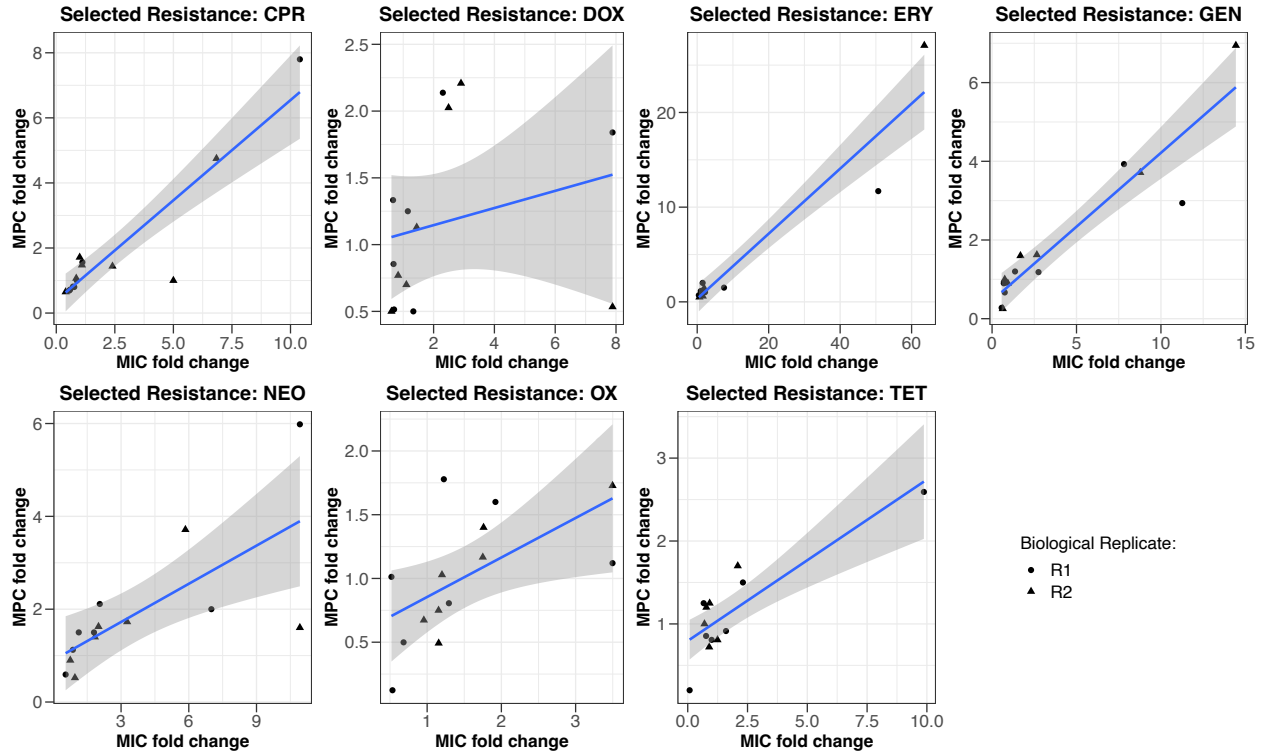 Selected Resistance: CPR
MPC fold change
8
6
4
2
0
0.0 2.5 5.0 7.5 10.0
MIC fold change
Selected Resistance: DOX
MPC fold change
2.5
2.0
1.5
1.0
0.5
2 4 6 8
MIC fold change
Selected Resistance: ERY
MPC fold change
20
10
0
0 20 40 60
MIC fold change
Selected Resistance: GEN
MPC fold change
6
4
2
0
0 5 10 15
MIC fold change
Selected Resistance: NEO
MPC fold change
6
4
2
0
3 6 9
MIC fold change
Selected Resistance: OX
MPC fold change
2.0
1.5
1.0
0.5
1 2 3
MIC fold change
Selected Resistance: TET
MPC fold change
3
2
1
0.0 2.5 5.0 7.5 10.0
MIC fold change
Biological Replicate:
R1
R2